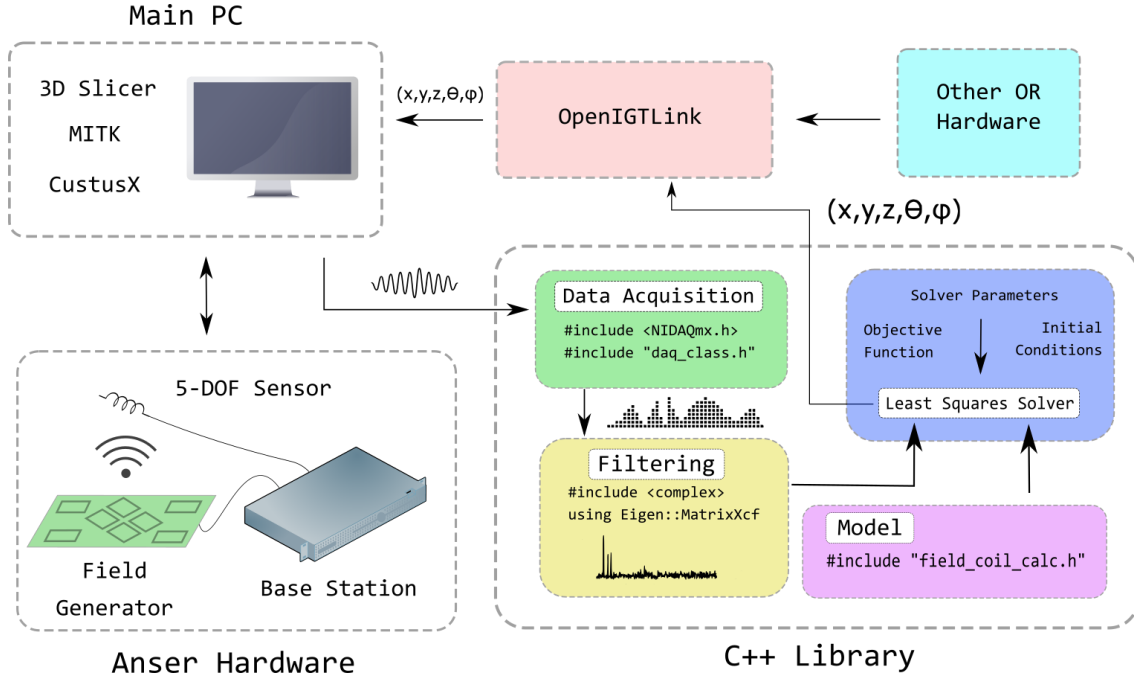 Main PC
3D Slicer
MITK
CustusX
(x,y,z,Θ,φ)
OpenIGTLink
Other OR
Hardware
(x,y,z,Θ,φ)
Data Acquisition
#include <NIDAQmx.h>
#include "daq_class.h"
Solver Parameters
Objective
Function
Initial
Conditions
Least Squares Solver
Filtering
#include <complex>
using Eigen::MatrixXcf
Model
#include "field_coil_calc.h"
C++ Library
5-DOF Sensor
Field
Generator
Base Station
Anser Hardware